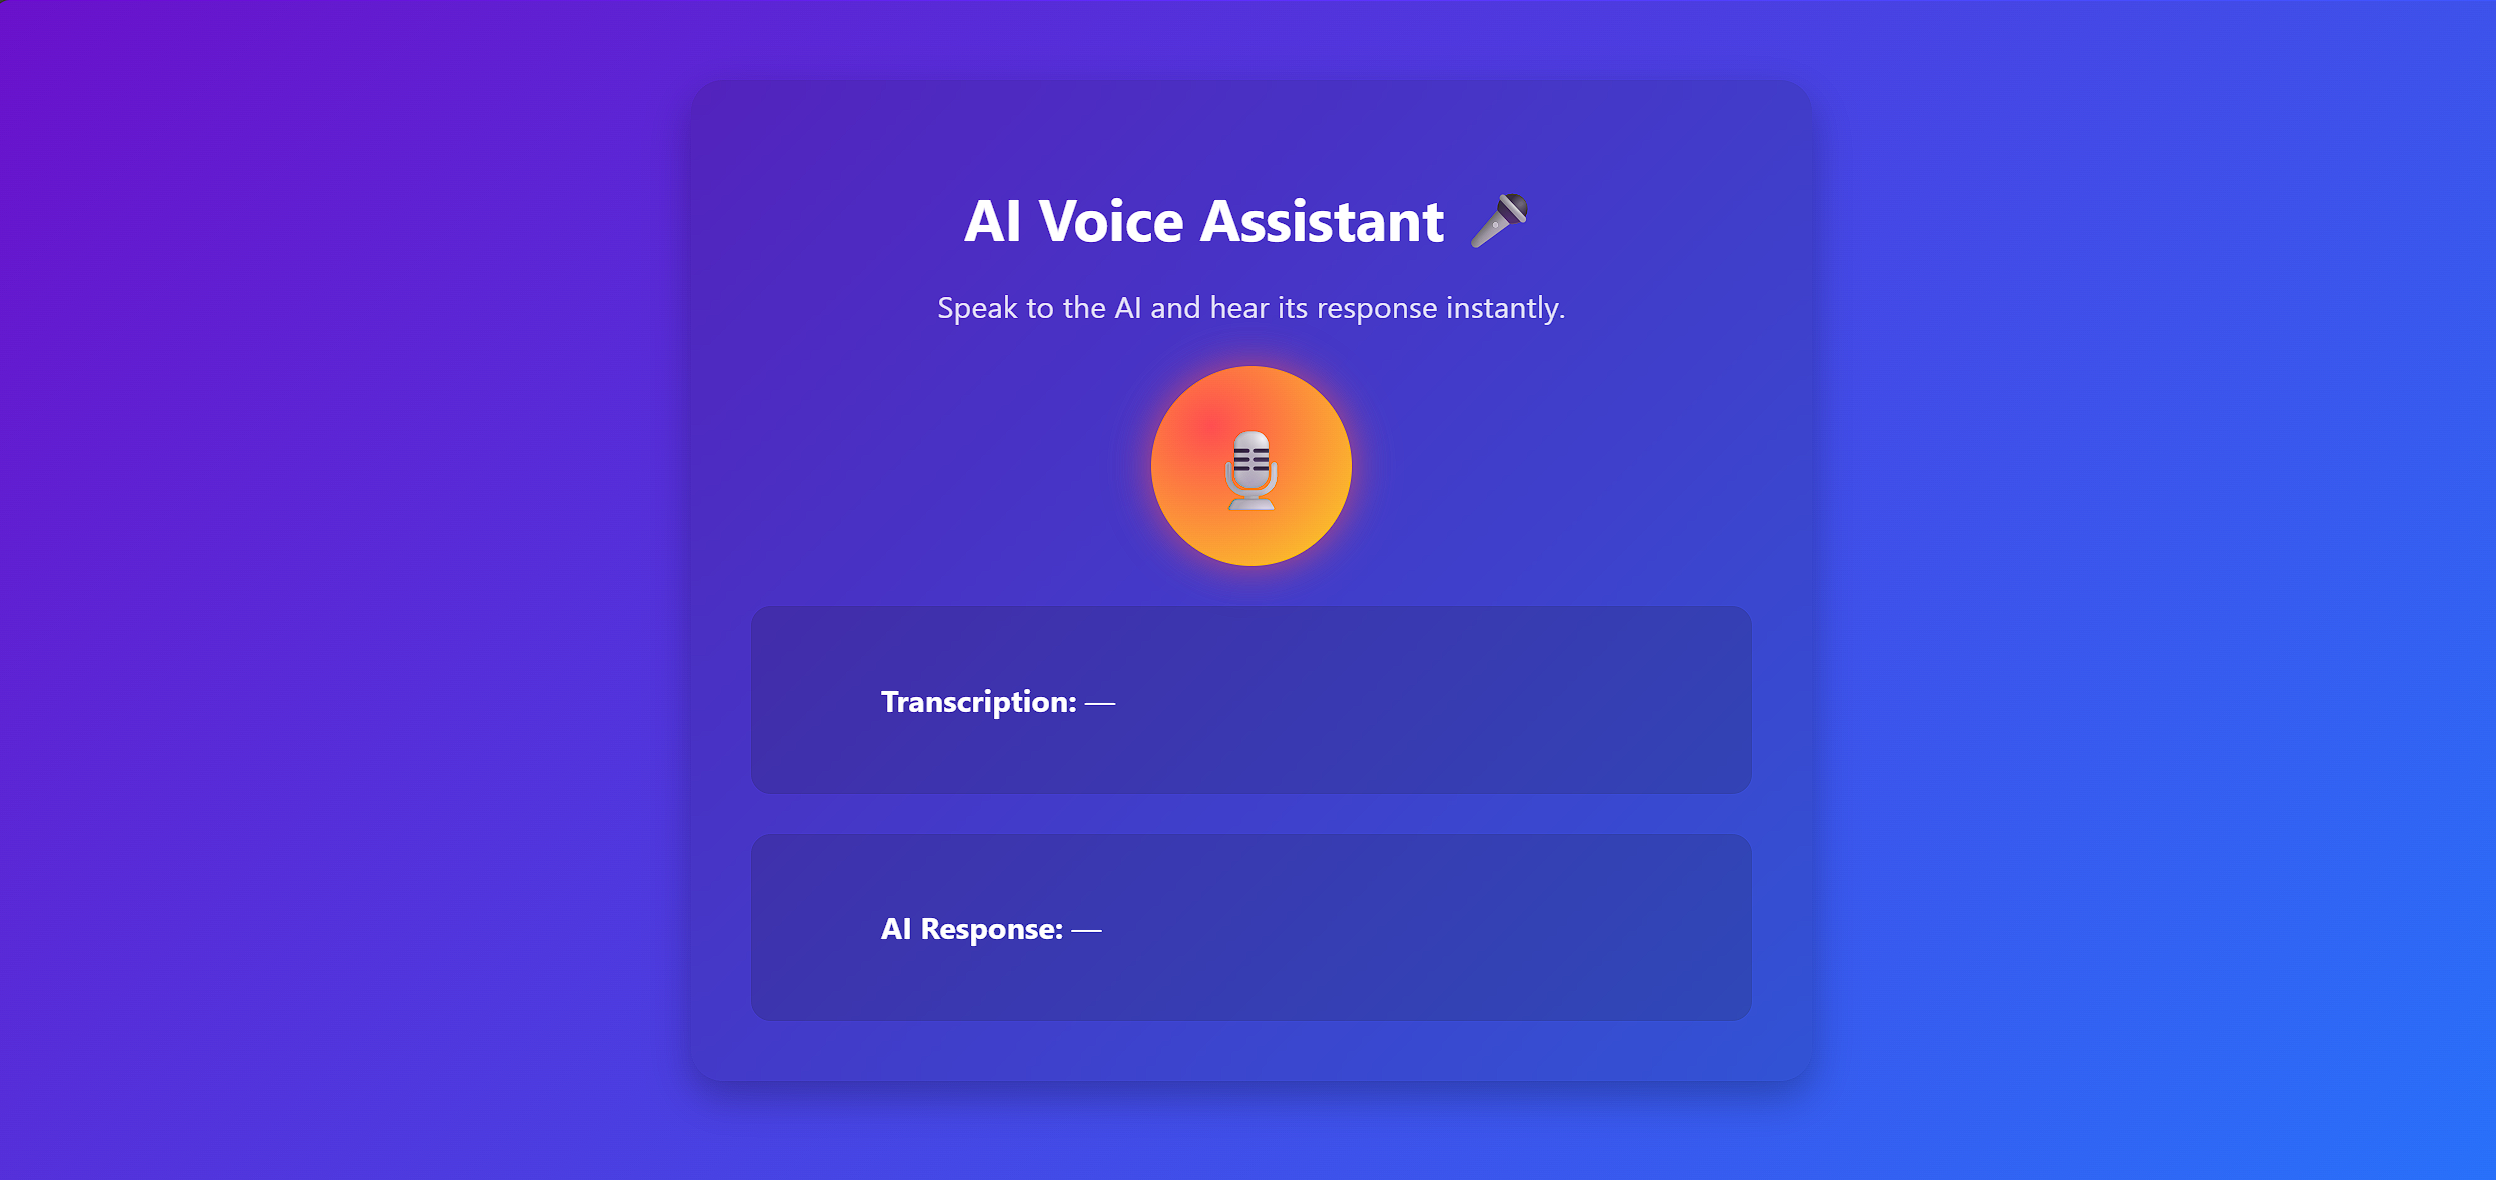 AI Voice Assistant 🎤
Speak to the AI and hear its response instantly.
Transcription: —
AI Response: —